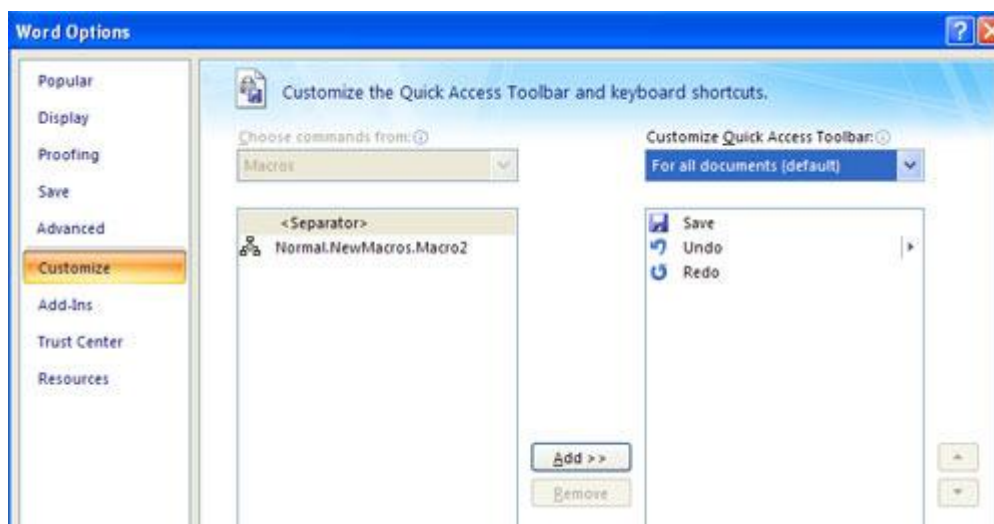 Word Options
Popular
Display
Proofing
Save
Advanced
Customize
Add-Ins
Trust Center
Resources
Customize the Quick Access Toolbar and keyboard shortcuts.
Choose commands from:
Macros
<Separator>
Normal.NewMacros.Macro2
Add >>
Remove
Customize Quick Access Toolbar:
For all documents (default)
Save
Undo
Redo